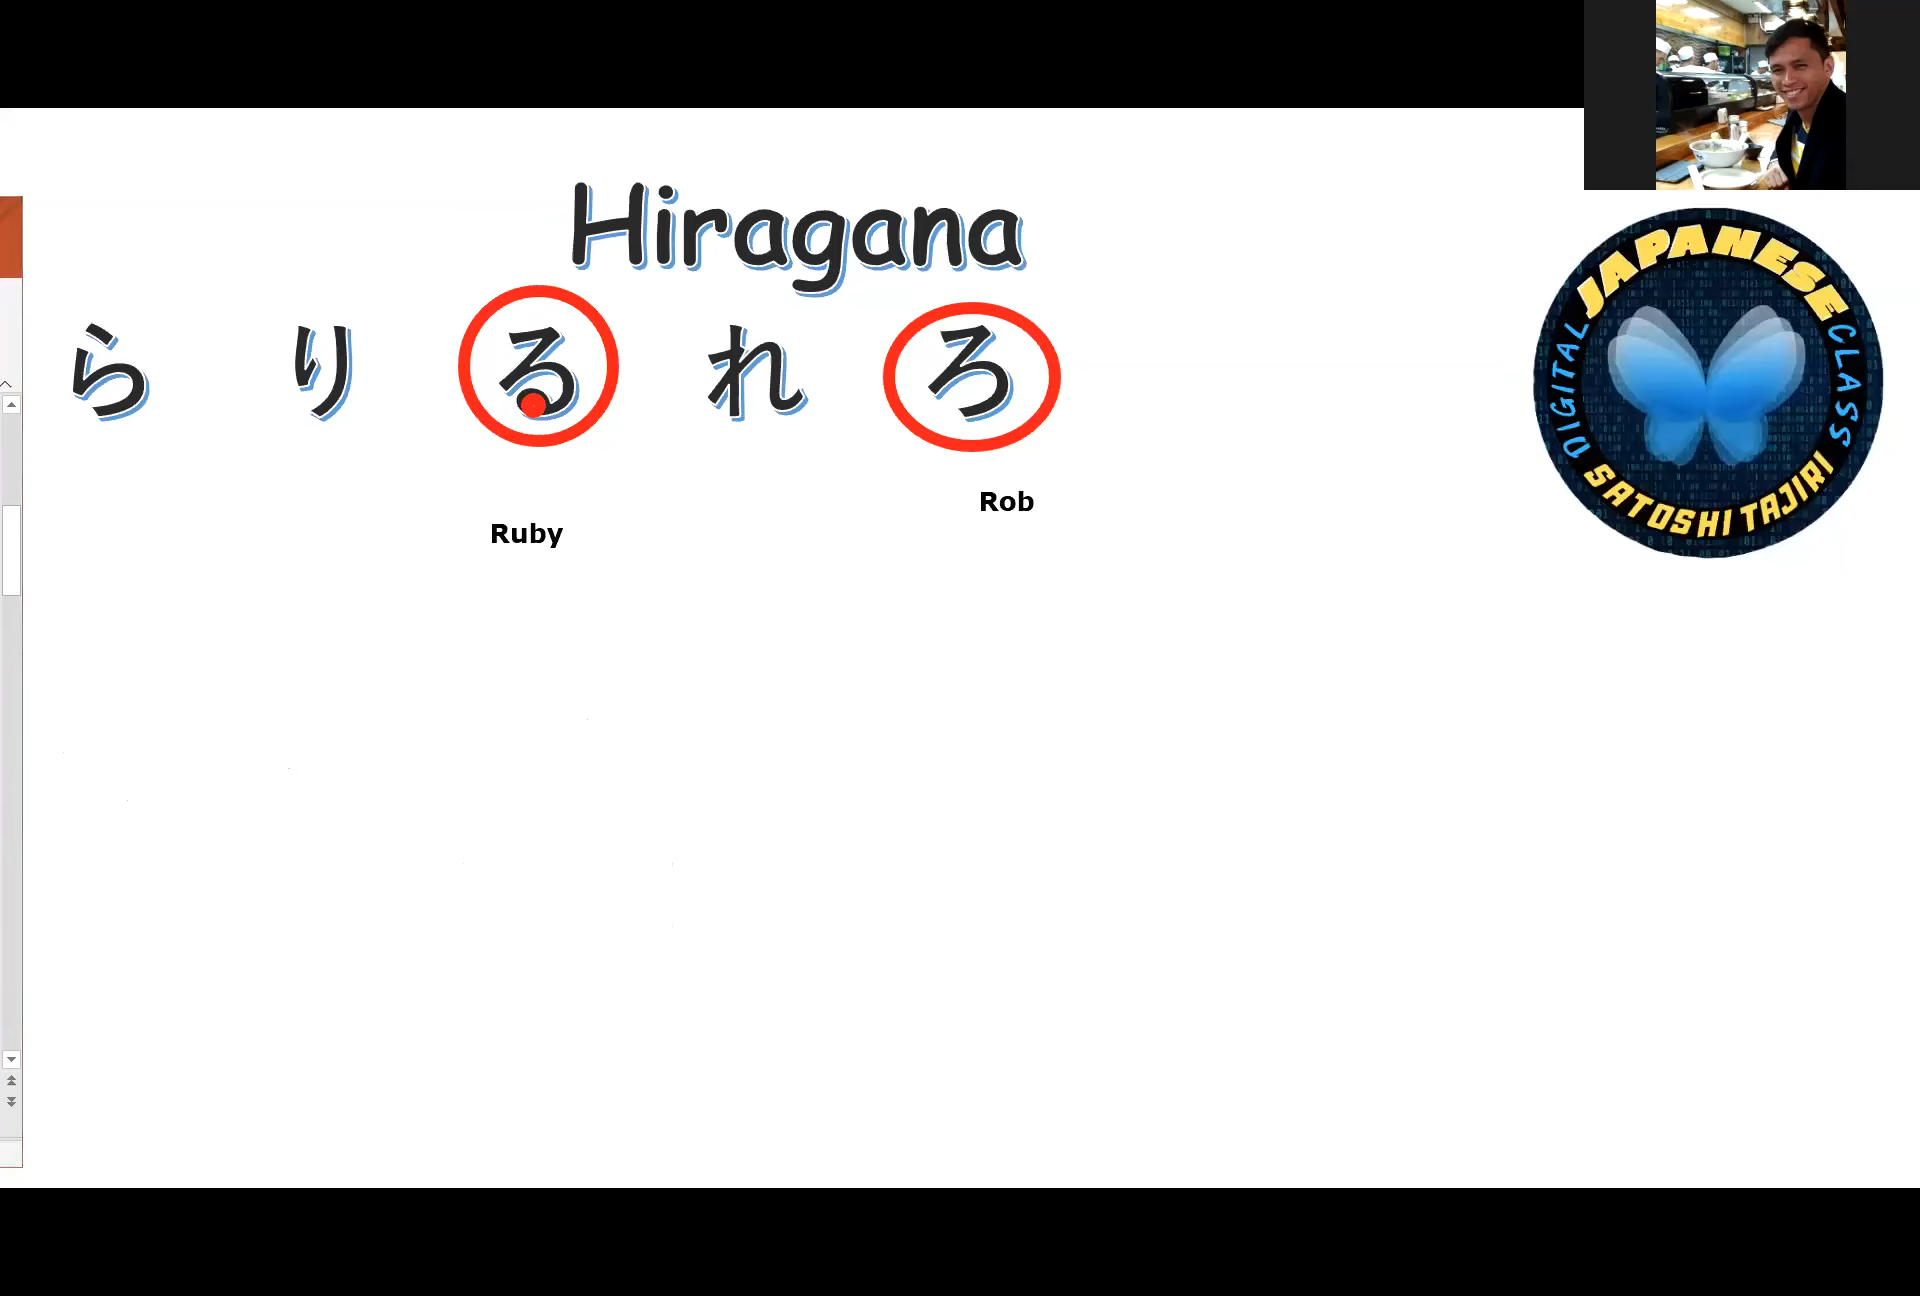 Hiragana
ら り る れ ろ
Rob
Ruby
DIGITAL JAPANESE CLASS
SATOSHI TAJIRI